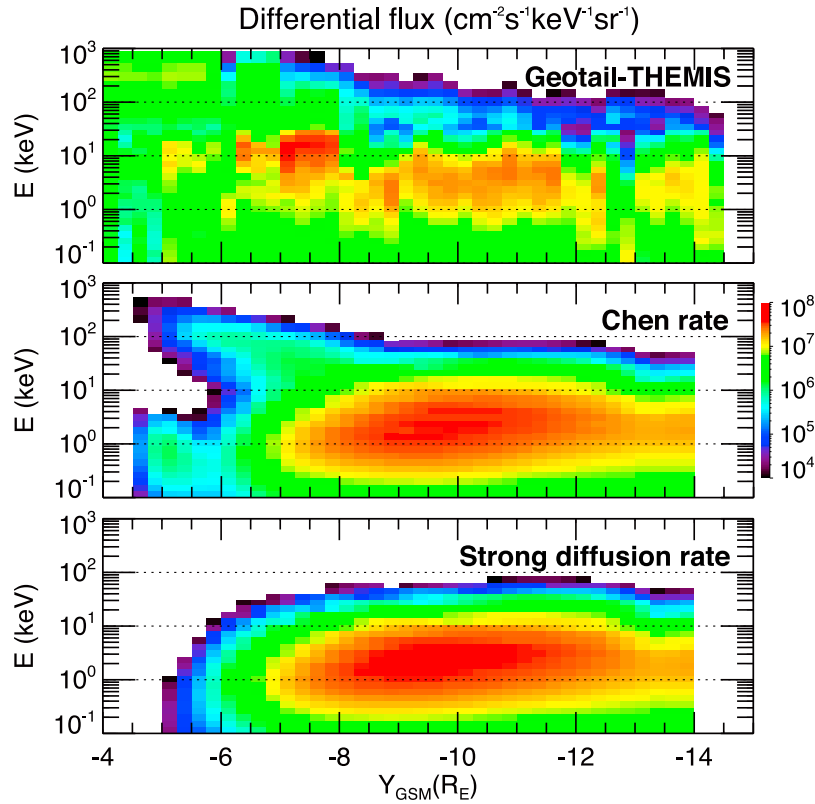 Differential flux (cm⁻²s⁻¹keV⁻¹sr⁻¹)
10³
10²
10¹
10⁰
10⁻¹
E (keV)
Geotail-THEMIS
10³
10²
10¹
10⁰
10⁻¹
E (keV)
Chen rate
10⁸
10⁷
10⁶
10⁵
10⁴
10³
10²
10¹
10⁰
10⁻¹
E (keV)
Strong diffusion rate
-4 -6 -8 -10 -12 -14
Y_GSM(R_E)